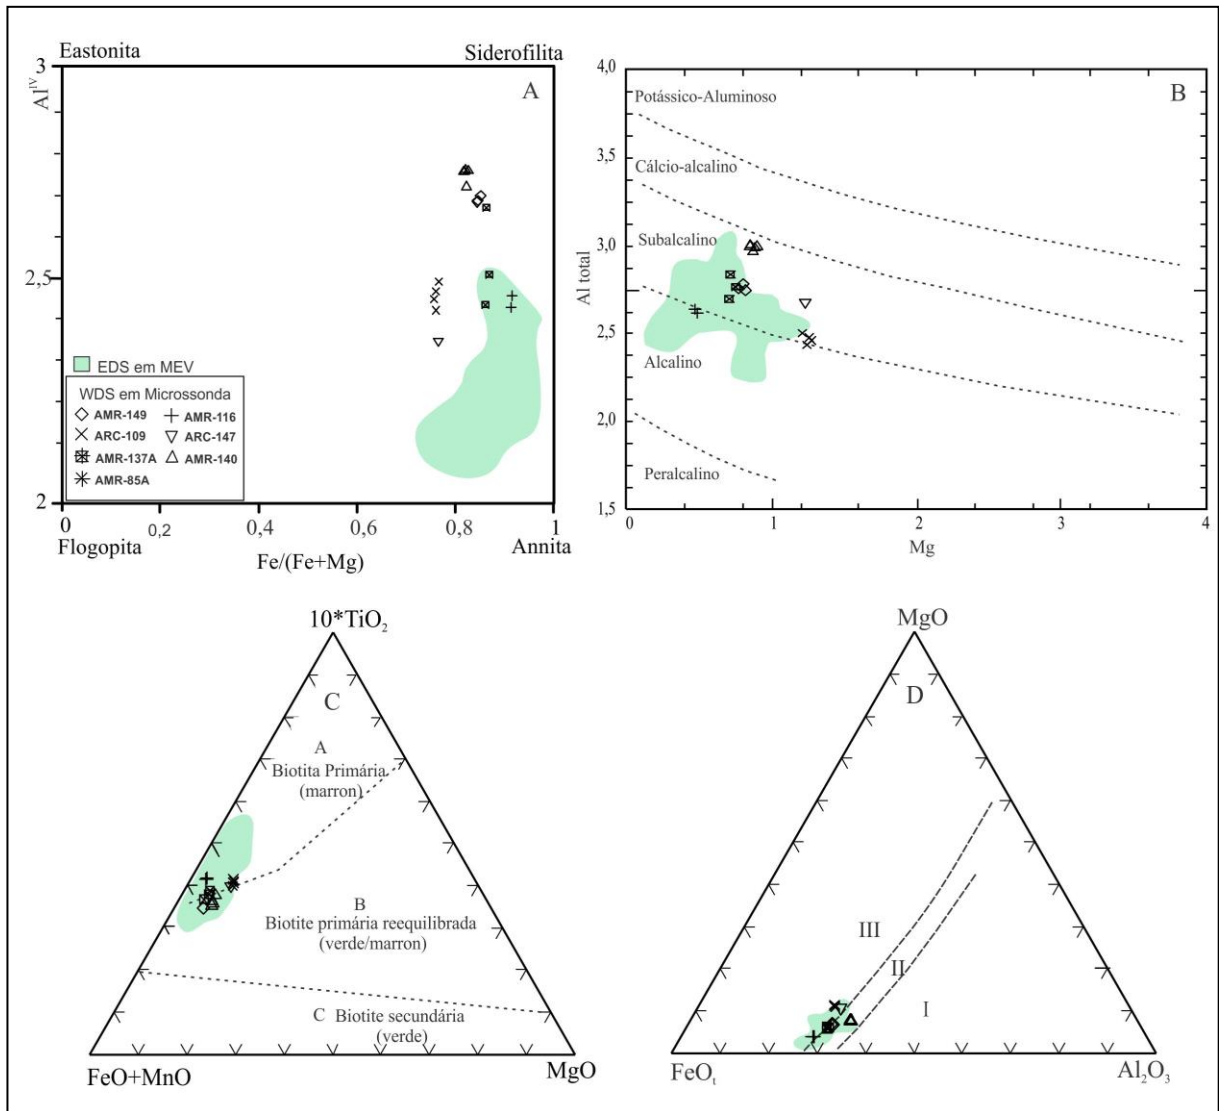 Eastonita Siderofilita
3 A
Al^IV
2,5
EDS em MEV
WDS em Microssonda
AMR-149 AMR-116
ARC-109 ARC-147
AMR-137A AMR-140
AMR-85A
2
0 0,2 0,4 0,6 0,8 1
Flogopita Annita
Fe/(Fe+Mg)
4,0 B
Potássico-Aluminoso
3,5
Cálcio-alcalino
3,0
Subalcalino
Al total
2,5
Alcalino
2,0
Peralcalino
1,5
0 1 2 3 4
Mg
10*TiO₂
C
A
Biotita Primária
(marron)
B
Biotite primária reequilibrada
(verde/marron)
C Biotite secundária
(verde)
FeO+MnO MgO
MgO
D
III
II
I
FeOₜ Al₂O₃